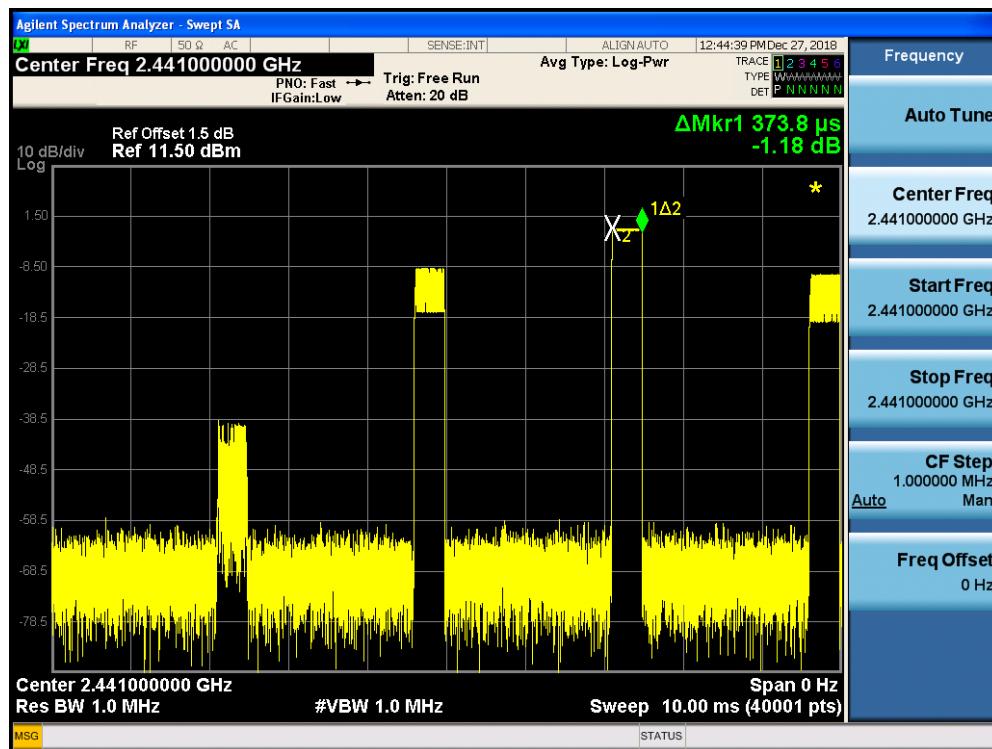 Agilent Spectrum Analyzer - Swept SA
LXI RF 50 Ω AC SENSE:INT ALIGN AUTO 12:44:39 PM Dec 27, 2018
Center Freq 2.441000000 GHz
PNO: Fast
IFGain:Low
Trig: Free Run
Atten: 20 dB
Avg Type: Log-Pwr
TRACE 1 2 3 4 5 6
TYPE
DET P N N N N N
ΔMkr1 373.8 µs
-1.18 dB
Ref Offset 1.5 dB
10 dB/div Ref 11.50 dBm
Log
1.50
-8.50
-18.5
-28.5
-38.5
-48.5
-58.5
-68.5
-78.5
1Δ2
X2
*
Center 2.441000000 GHz Span 0 Hz
Res BW 1.0 MHz #VBW 1.0 MHz Sweep 10.00 ms (40001 pts)
MSG STATUS
Frequency
Auto Tune
Center Freq
2.441000000 GHz
Start Freq
2.441000000 GHz
Stop Freq
2.441000000 GHz
CF Step
1.000000 MHz
Auto Man
Freq Offset
0 Hz